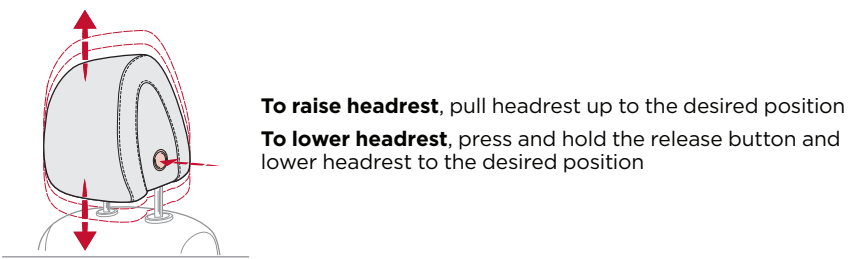 To raise headrest, pull headrest up to the desired position
To lower headrest, press and hold the release button and
lower headrest to the desired position